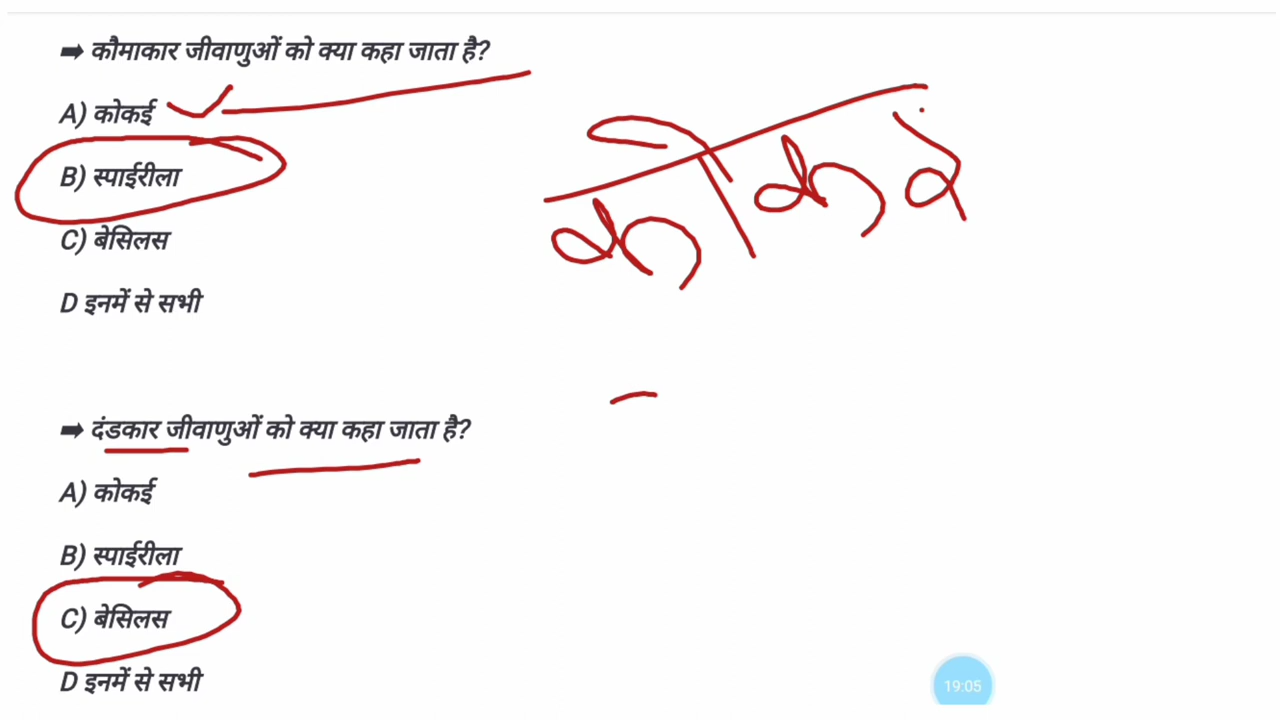 ➡ कौमाकार जीवाणुओं को क्या कहा जाता है?
A) कोकई
B) स्पाईरीला
C) बेसिलस
D इनमें से सभी
➡ दंडकार जीवाणुओं को क्या कहा जाता है?
A) कोकई
B) स्पाईरीला
C) बेसिलस
D इनमें से सभी
19:05